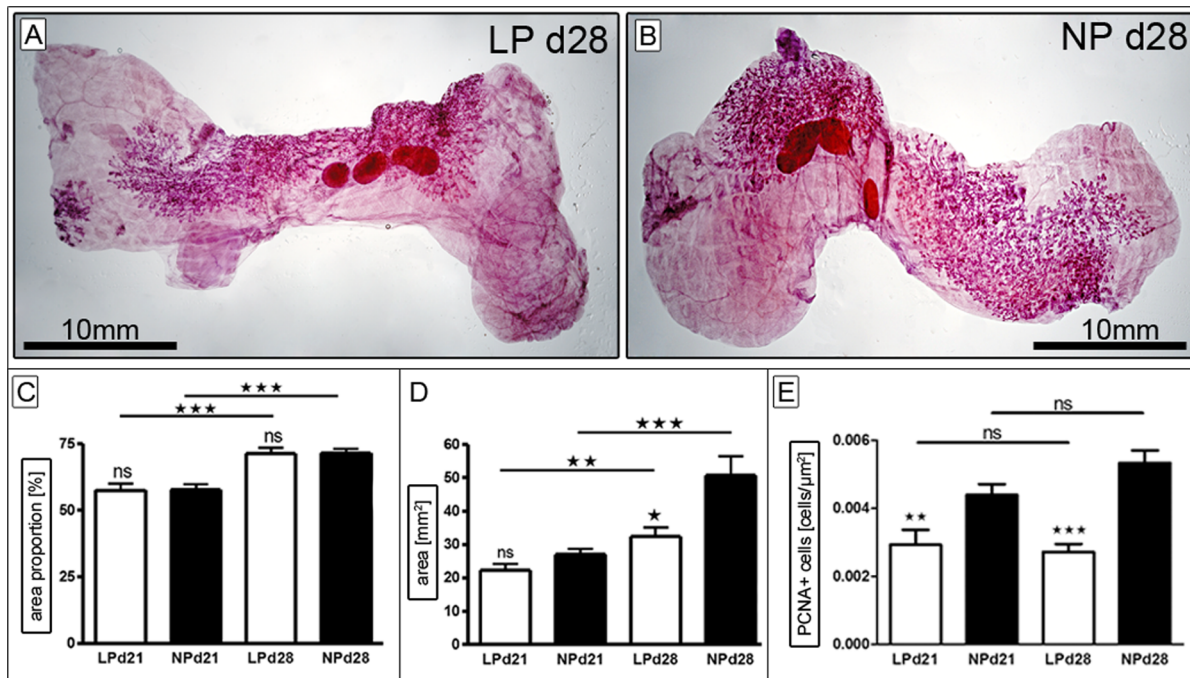 A
LP d28
10mm
B
NP d28
10mm
C
area proportion [%]
75
50
25
0
ns
ns
★★★
★★★
LPd21
NPd21
LPd28
NPd28
D
area [mm²]
60
50
40
30
20
10
0
ns
★★
★
★★★
LPd21
NPd21
LPd28
NPd28
E
PCNA+ cells [cells/µm²]
0.006
0.004
0.002
0.000
★★
ns
★★★
ns
LPd21
NPd21
LPd28
NPd28